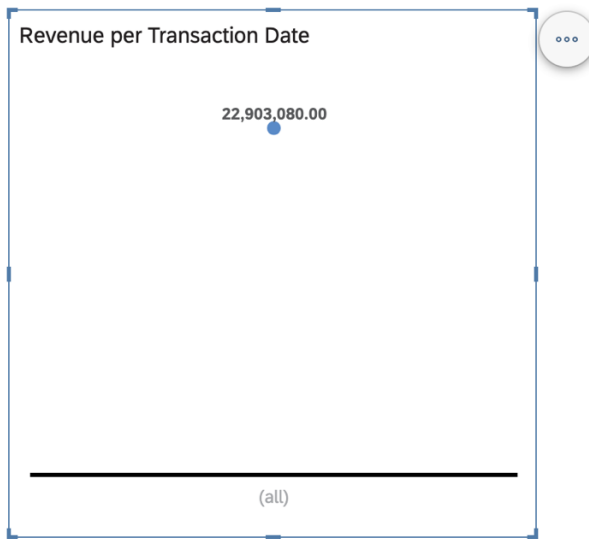 Revenue per Transaction Date
22,903,080.00
(all)